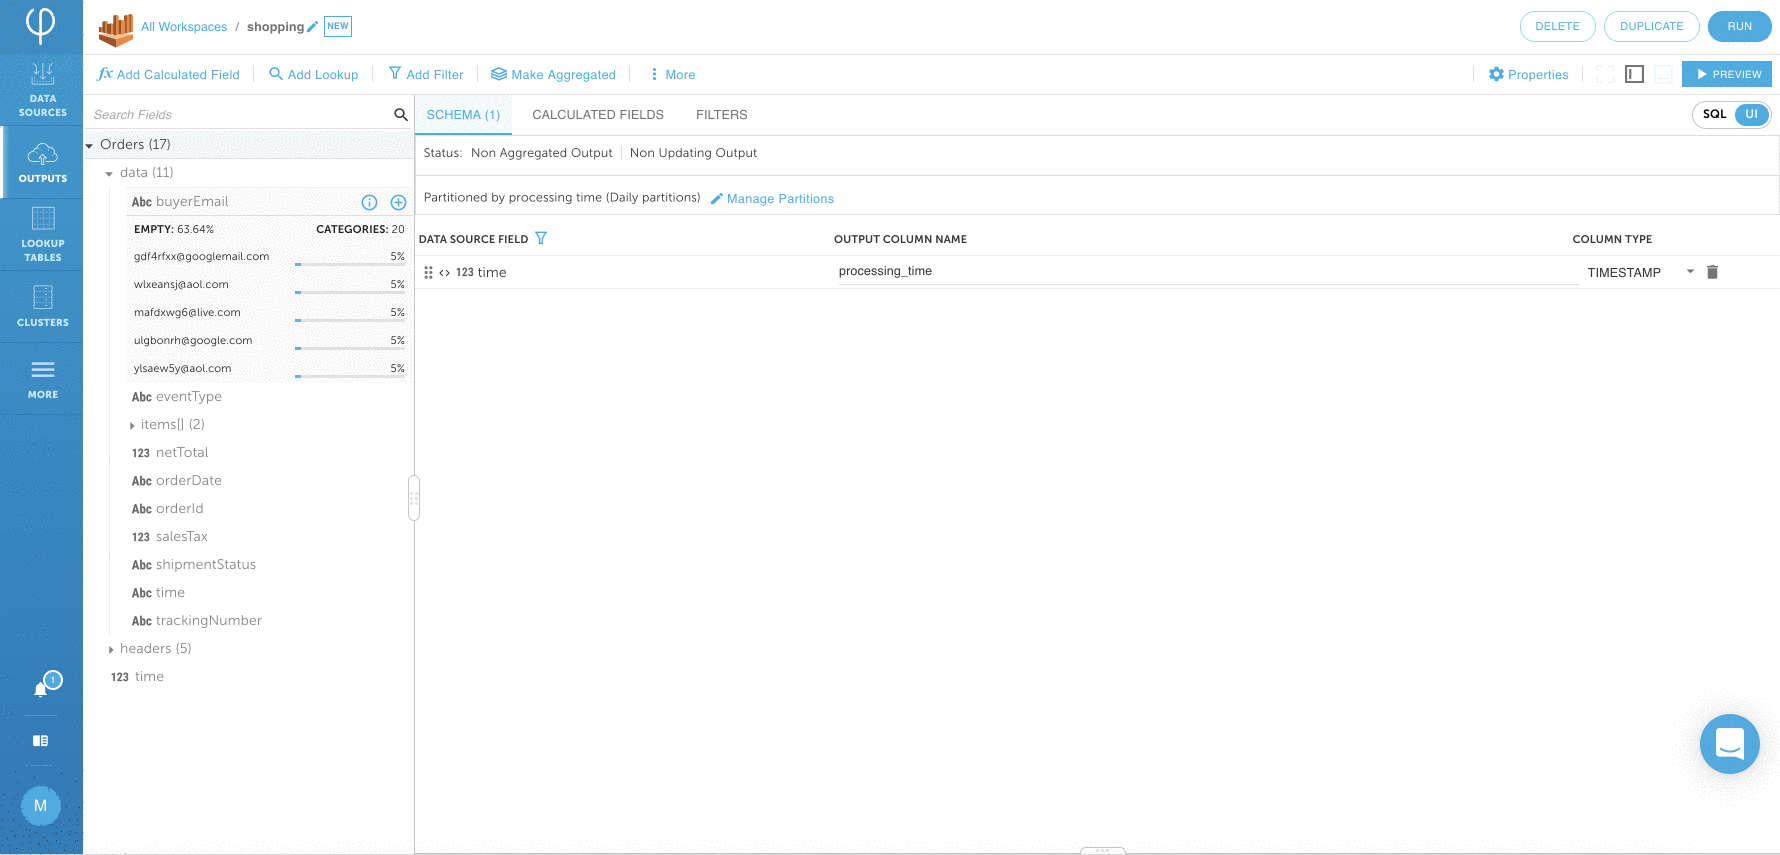 All Workspaces / shopping NEW
DELETE DUPLICATE RUN
fx Add Calculated Field Add Lookup Add Filter Make Aggregated More Properties PREVIEW
DATA SOURCES
OUTPUTS
LOOKUP TABLES
CLUSTERS
MORE
1
M
Search Fields
Orders (17)
data (11)
Abc buyerEmail
EMPTY: 63.64% CATEGORIES: 20
gdf4rfxx@googlemail.com 5%
wlxeansj@aol.com 5%
mafdxwg6@live.com 5%
ulgbonrh@google.com 5%
ylsaew5y@aol.com 5%
Abc eventType
items[] (2)
123 netTotal
Abc orderDate
Abc orderId
123 salesTax
Abc shipmentStatus
Abc time
Abc trackingNumber
headers (5)
123 time
SCHEMA (1) CALCULATED FIELDS FILTERS SQL UI
Status: Non Aggregated Output Non Updating Output
Partitioned by processing time (Daily partitions) Manage Partitions
DATA SOURCE FIELD OUTPUT COLUMN NAME COLUMN TYPE
<> 123 time processing_time TIMESTAMP